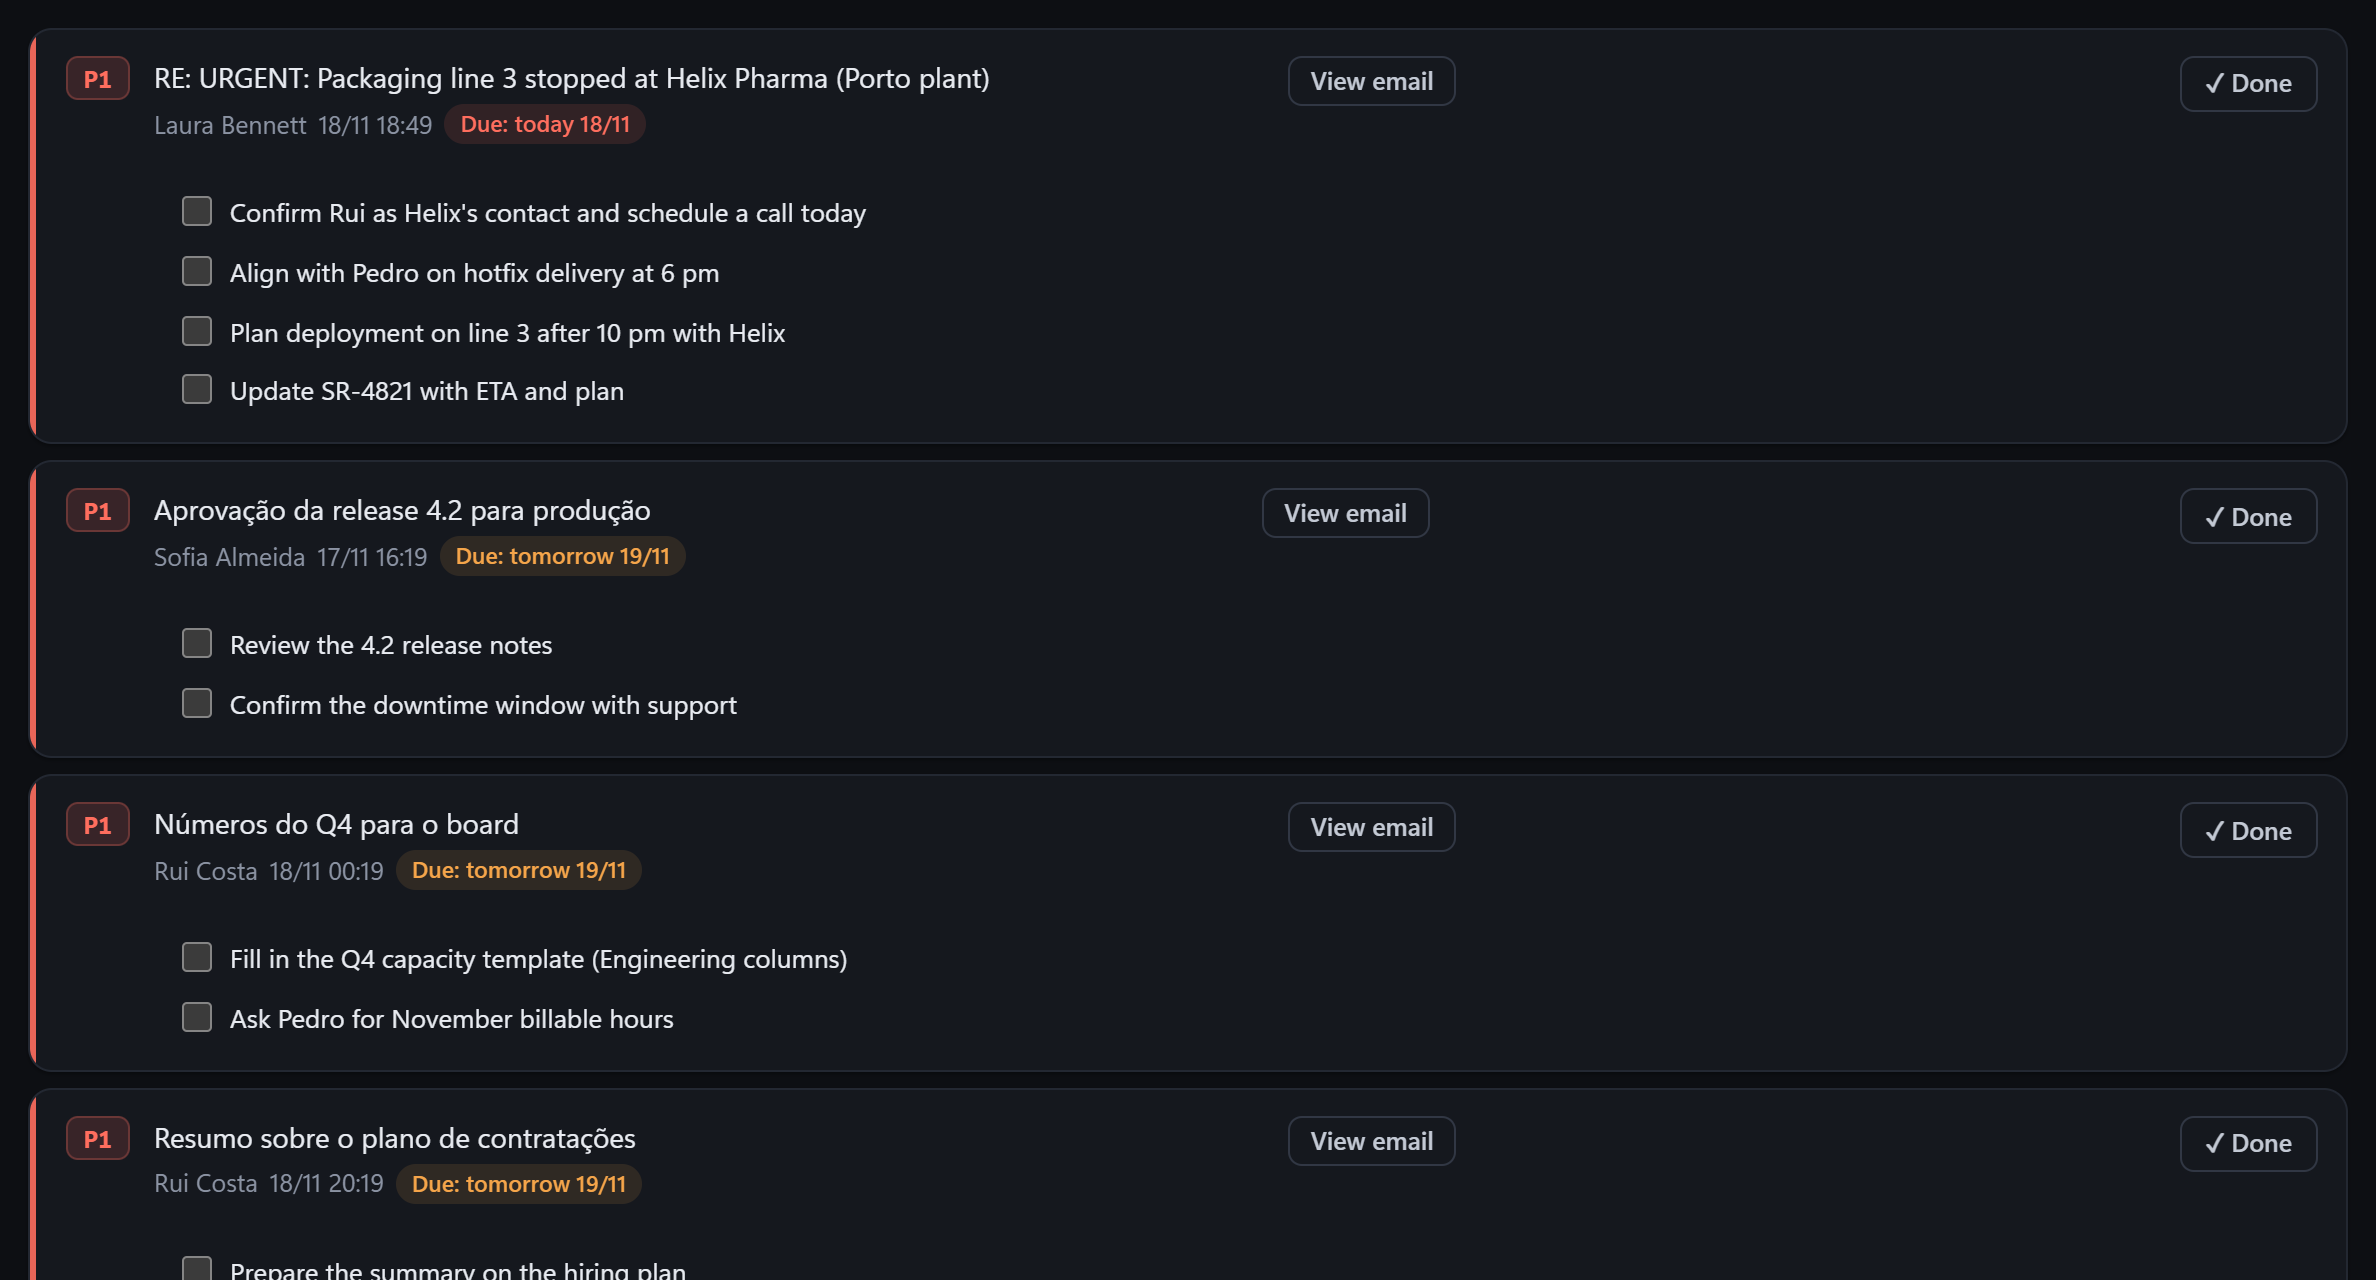 P1 RE: URGENT: Packaging line 3 stopped at Helix Pharma (Porto plant) View email ✓ Done
Laura Bennett 18/11 18:49 Due: today 18/11
Confirm Rui as Helix's contact and schedule a call today
Align with Pedro on hotfix delivery at 6 pm
Plan deployment on line 3 after 10 pm with Helix
Update SR-4821 with ETA and plan
P1 Aprovação da release 4.2 para produção View email ✓ Done
Sofia Almeida 17/11 16:19 Due: tomorrow 19/11
Review the 4.2 release notes
Confirm the downtime window with support
P1 Números do Q4 para o board View email ✓ Done
Rui Costa 18/11 00:19 Due: tomorrow 19/11
Fill in the Q4 capacity template (Engineering columns)
Ask Pedro for November billable hours
P1 Resumo sobre o plano de contratações View email ✓ Done
Rui Costa 18/11 20:19 Due: tomorrow 19/11
Prepare the summary on the hiring plan